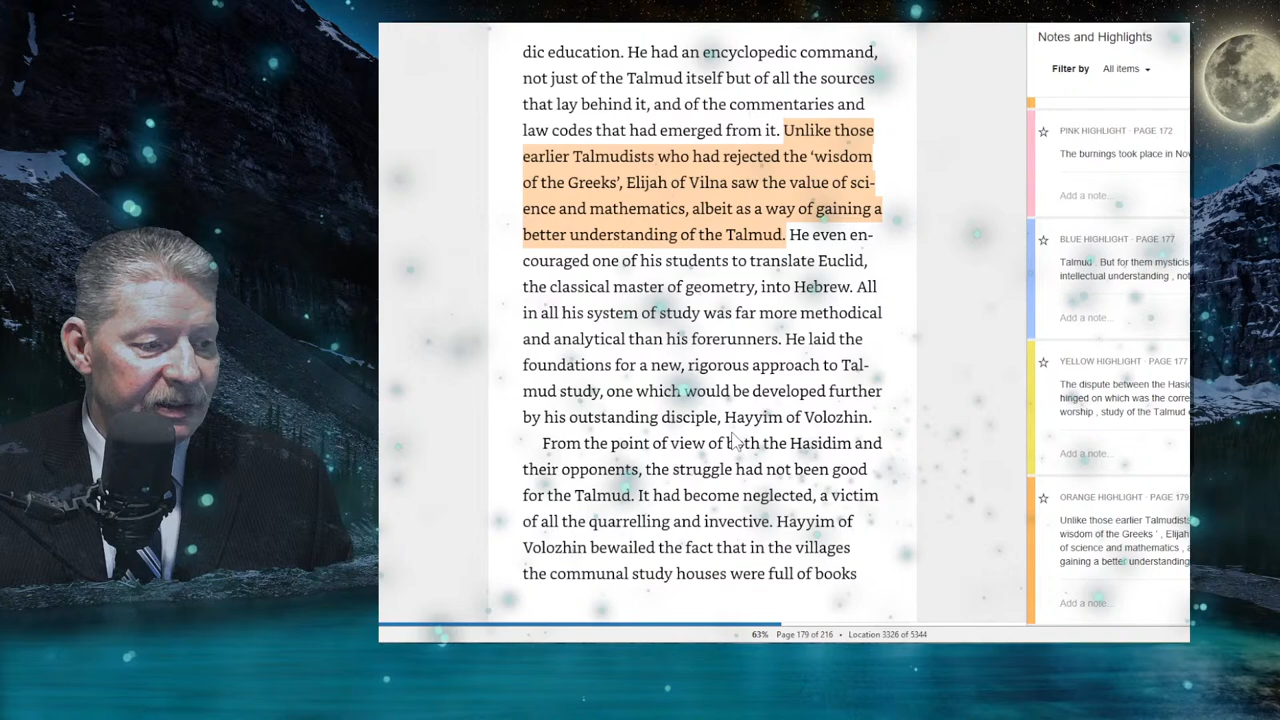 dic education. He had an encyclopedic command,
not just of the Talmud itself but of all the sources
that lay behind it, and of the commentaries and
law codes that had emerged from it. Unlike those
earlier Talmudists who had rejected the ‘wisdom
of the Greeks’, Elijah of Vilna saw the value of sci-
ence and mathematics, albeit as a way of gaining a
better understanding of the Talmud. He even en-
couraged one of his students to translate Euclid,
the classical master of geometry, into Hebrew. All
in all his system of study was far more methodical
and analytical than his forerunners. He laid the
foundations for a new, rigorous approach to Tal-
mud study, one which would be developed further
by his outstanding disciple, Hayyim of Volozhin.
From the point of view of both the Hasidim and
their opponents, the struggle had not been good
for the Talmud. It had become neglected, a victim
of all the quarrelling and invective. Hayyim of
Volozhin bewailed the fact that in the villages
the communal study houses were full of books
63% Page 179 of 216 • Location 3326 of 5344
Notes and Highlights
Filter by All items
PINK HIGHLIGHT · PAGE 172
The burnings took place in
Add a note...
BLUE HIGHLIGHT · PAGE 177
Talmud . But for them
intellectual understanding ,
Add a note...
YELLOW HIGHLIGHT · PAGE 177
The dispute between the
hinged on which was the
worship , study of the Talmud
Add a note...
ORANGE HIGHLIGHT · PAGE 179
Unlike those earlier Talmudists
wisdom of the Greeks ' , Elijah
of science and mathematics ,
gaining a better understanding
Add a note...